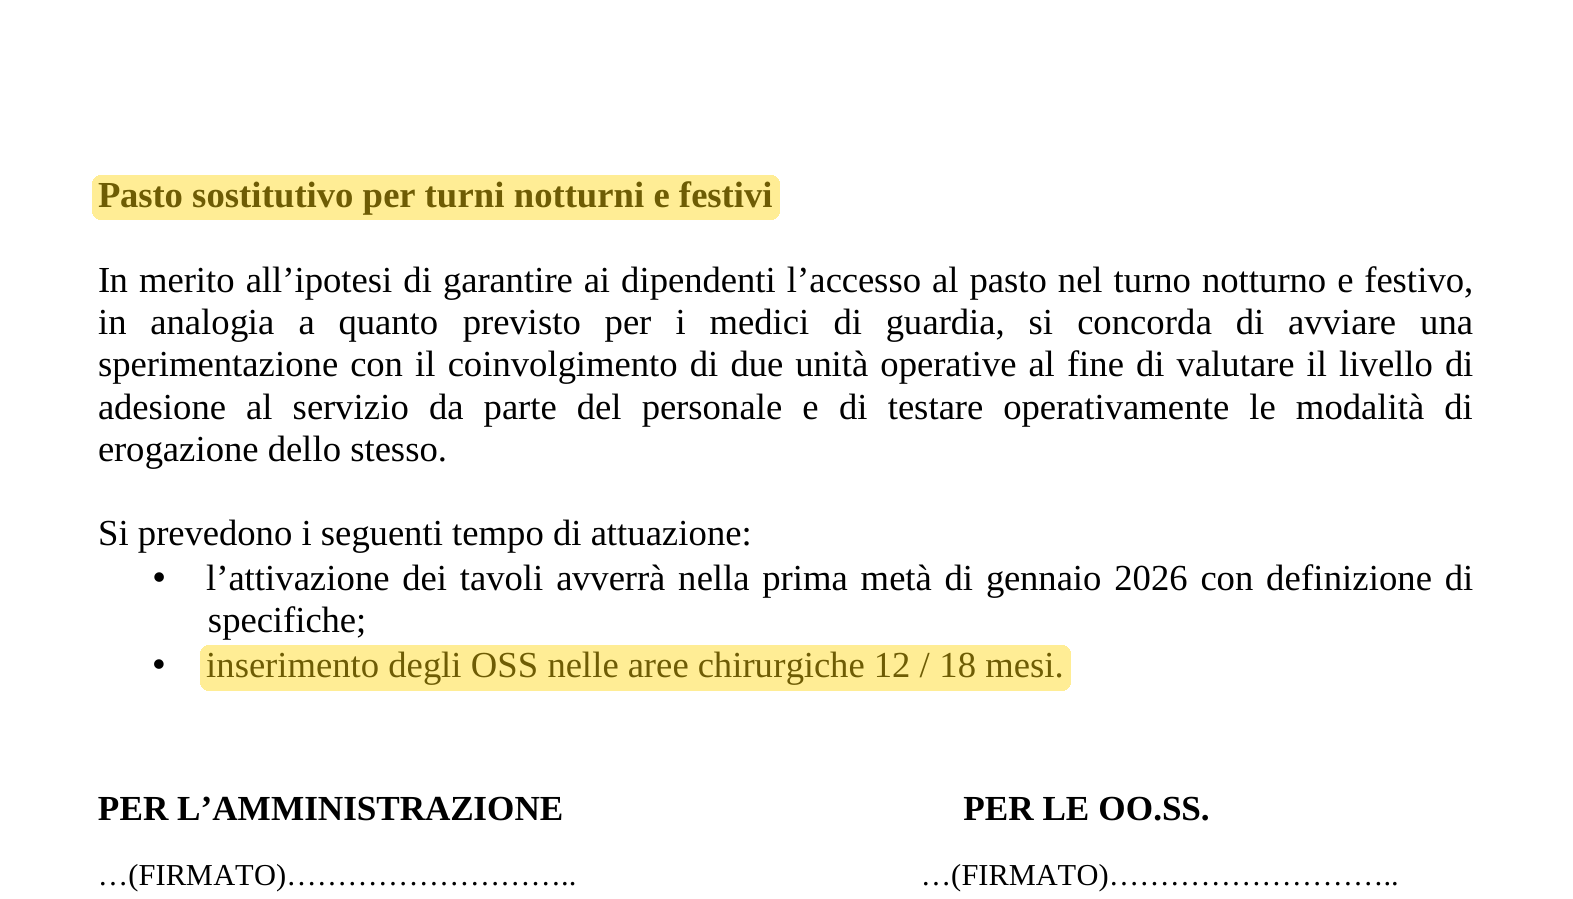 Pasto sostitutivo per turni notturni e festivi
In merito all’ipotesi di garantire ai dipendenti l’accesso al pasto nel turno notturno e festivo,
in analogia a quanto previsto per i medici di guardia, si concorda di avviare una
sperimentazione con il coinvolgimento di due unità operative al fine di valutare il livello di
adesione al servizio da parte del personale e di testare operativamente le modalità di
erogazione dello stesso.
Si prevedono i seguenti tempo di attuazione:
• l’attivazione dei tavoli avverrà nella prima metà di gennaio 2026 con definizione di
specifiche;
• inserimento degli OSS nelle aree chirurgiche 12 / 18 mesi.
PER L’AMMINISTRAZIONE PER LE OO.SS.
…(FIRMATO)……………………….. …(FIRMATO)………………………..